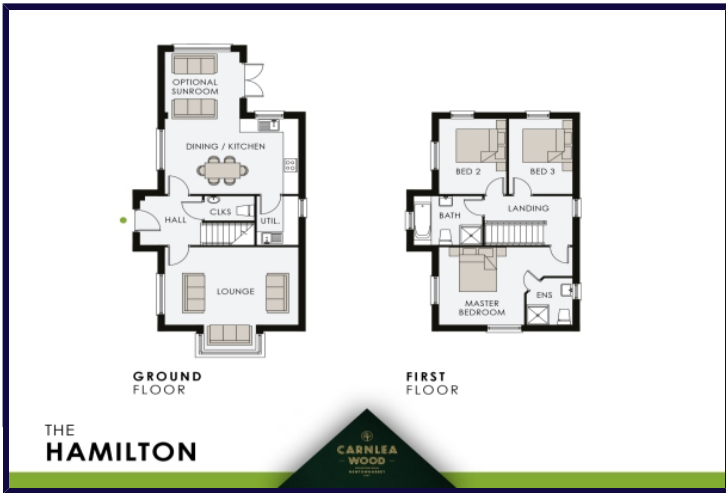 OPTIONAL
SUNROOM
DINING / KITCHEN
HALL
CLKS
UTIL.
LOUNGE
GROUND
FLOOR
BED 2
BED 3
BATH
LANDING
MASTER
BEDROOM
ENS
FIRST
FLOOR
THE
HAMILTON
CARNLEA
WOOD